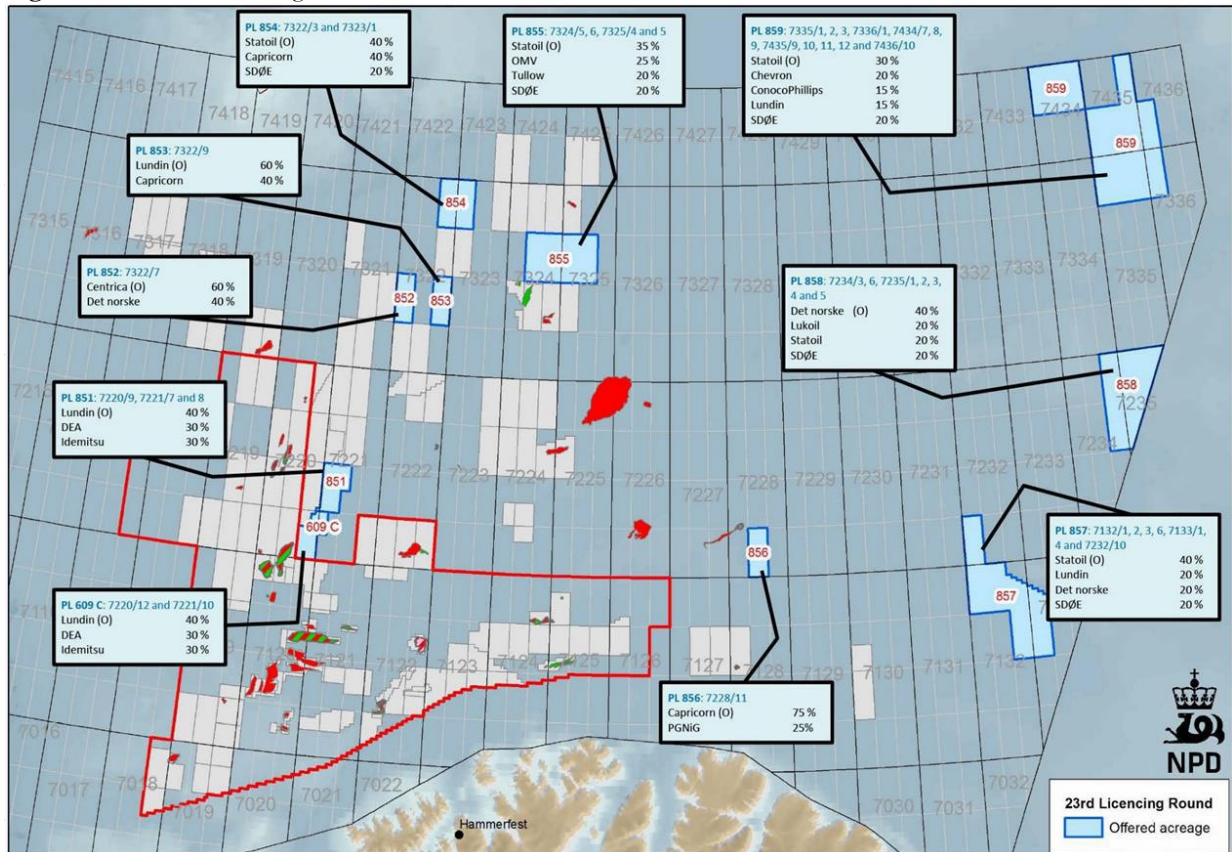 PL 854: 7322/3 and 7323/1
Statoil (O) 40 %
Capricorn 40 %
SDØE 20 %
PL 855: 7324/5, 6, 7325/4 and 5
Statoil (O) 35 %
OMV 25 %
Tullow 20 %
SDØE 20 %
PL 859: 7335/1, 2, 3, 7336/1, 7434/7, 8,
9, 7435/9, 10, 11, 12 and 7436/10
Statoil (O) 30 %
Chevron 20 %
ConocoPhillips 15 %
Lundin 15 %
SDØE 20 %
PL 853: 7322/9
Lundin (O) 60 %
Capricorn 40 %
PL 852: 7322/7
Centrica (O) 60 %
Det norske 40 %
PL 858: 7234/3, 6, 7235/1, 2, 3,
4 and 5
Det norske (O) 40 %
Lukoil 20 %
Statoil 20 %
SDØE 20 %
PL 851: 7220/9, 7221/7 and 8
Lundin (O) 40 %
DEA 30 %
Idemitsu 30 %
PL 857: 7132/1, 2, 3, 6, 7133/1,
4 and 7232/10
Statoil (O) 40 %
Lundin 20 %
Det norske 20 %
SDØE 20 %
PL 609 C: 7220/12 and 7221/10
Lundin (O) 40 %
DEA 30 %
Idemitsu 30 %
PL 856: 7228/11
Capricorn (O) 75 %
PGNiG 25%
7415 7416 7417 7418 7419 7420 7421 7422 7423 7424 7425 7426 7427 7428 7429 7433 7434 7435 7436
859
859
854
855
852
853
7315 7316 7317 7318 7319 7320 7321 7322 7323 7324 7325 7326 7327 7328 7334 7335 7336
858
851
609 C
856
857
7219 7220 7221 7222 7223 7224 7225 7226 7227 7228 7229 7230 7231 7232 7233 7234 7235
7121 7122 7123 7124 7125 7126 7127 7128 7129 7130 7131 7132
7016 7017 7018 7019 7020 7021 7022 7030 7031 7032
Hammerfest
NPD
23rd Licencing Round
Offered acreage